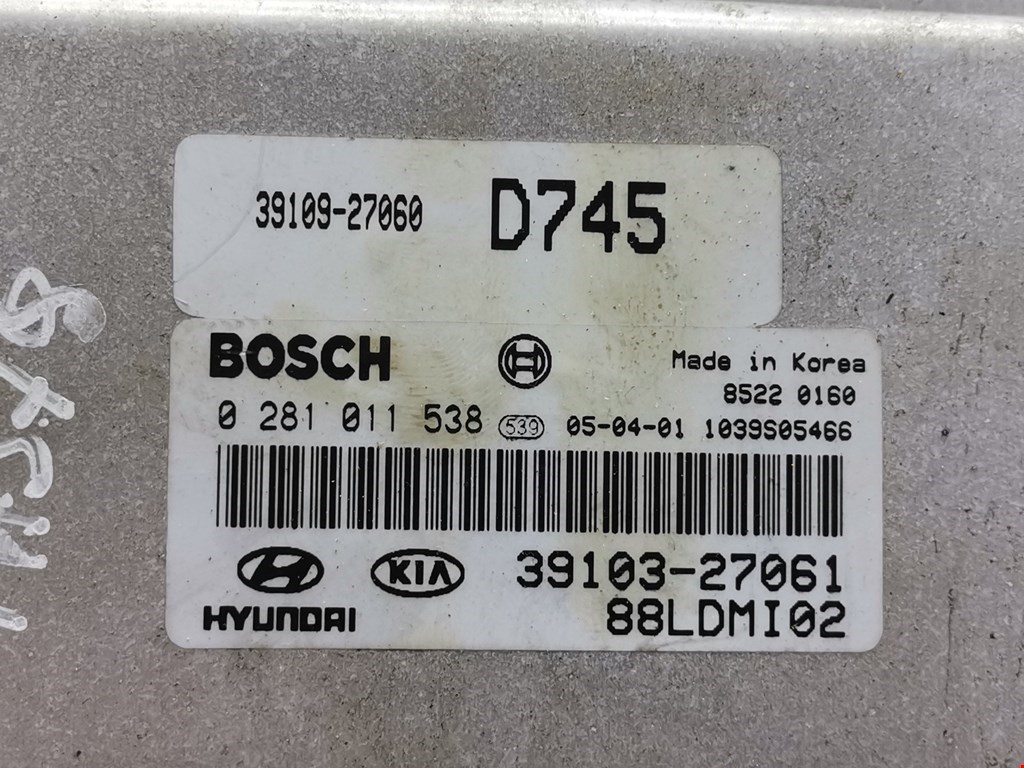 39109-27060 D745
BOSCH Made in Korea
8522 0160
0 281 011 538 539 05-04-01 1039S05466
HYUNDAI KIA 39103-27061
88LDMI02